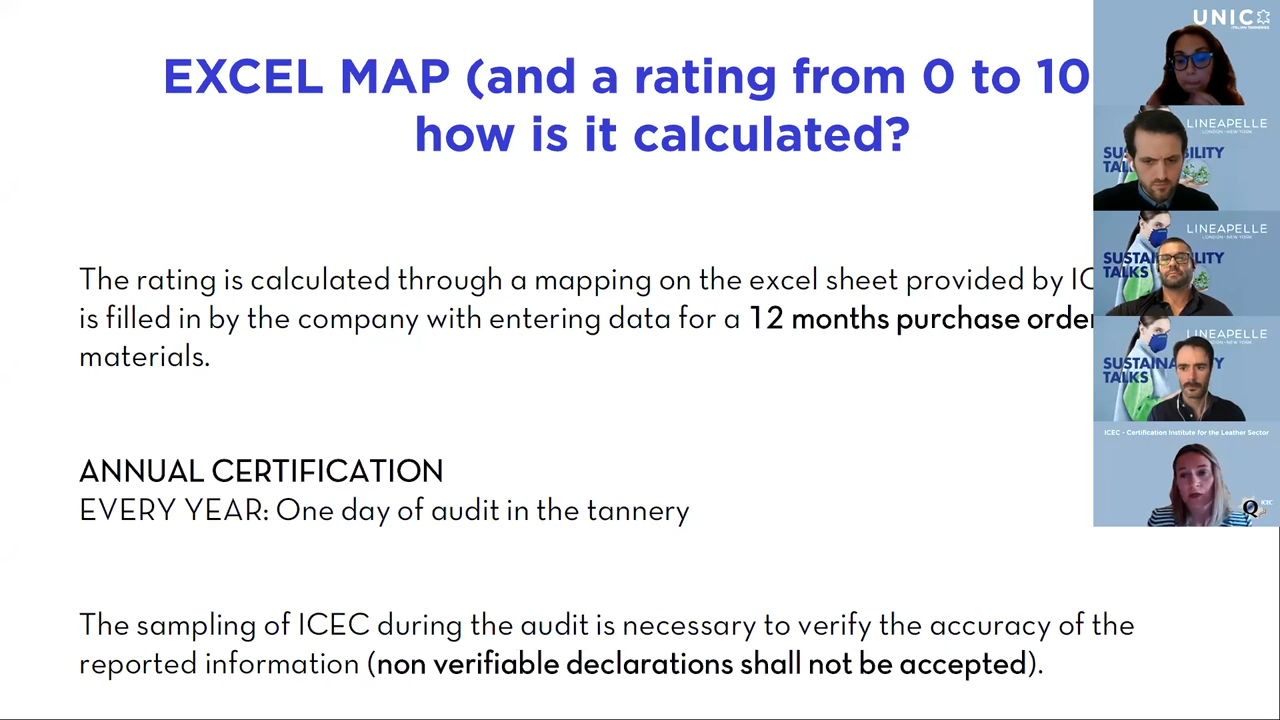 EXCEL MAP (and a rating from 0 to 10
how is it calculated?
The rating is calculated through a mapping on the excel sheet provided by
is filled in by the company with entering data for a 12 months purchase
materials.
ANNUAL CERTIFICATION
EVERY YEAR: One day of audit in the tannery
The sampling of ICEC during the audit is necessary to verify the accuracy of the
reported information (non verifiable declarations shall not be accepted).
UNIC
ITALIAN TANNERIES
LINEAPELLE
LONDON - NEW YORK
LINEAPELLE
LONDON - NEW YORK
TALKS
LINEAPELLE
LONDON - NEW YORK
TALKS
ICEC - Certification Institute for the Leather Sector
Q ICEC